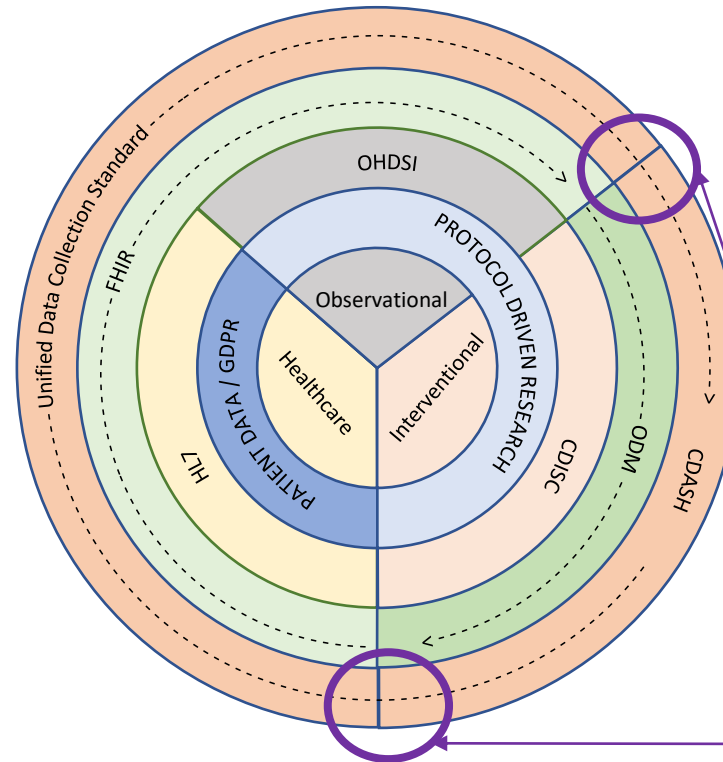 Unified Data Collection Standard
FHIR
OHDSI
PROTOCOL DRIVEN RESEARCH
Observational
Healthcare
Interventional
PATIENT DATA / GDPR
HL7
CDISC
ODM
CDASH